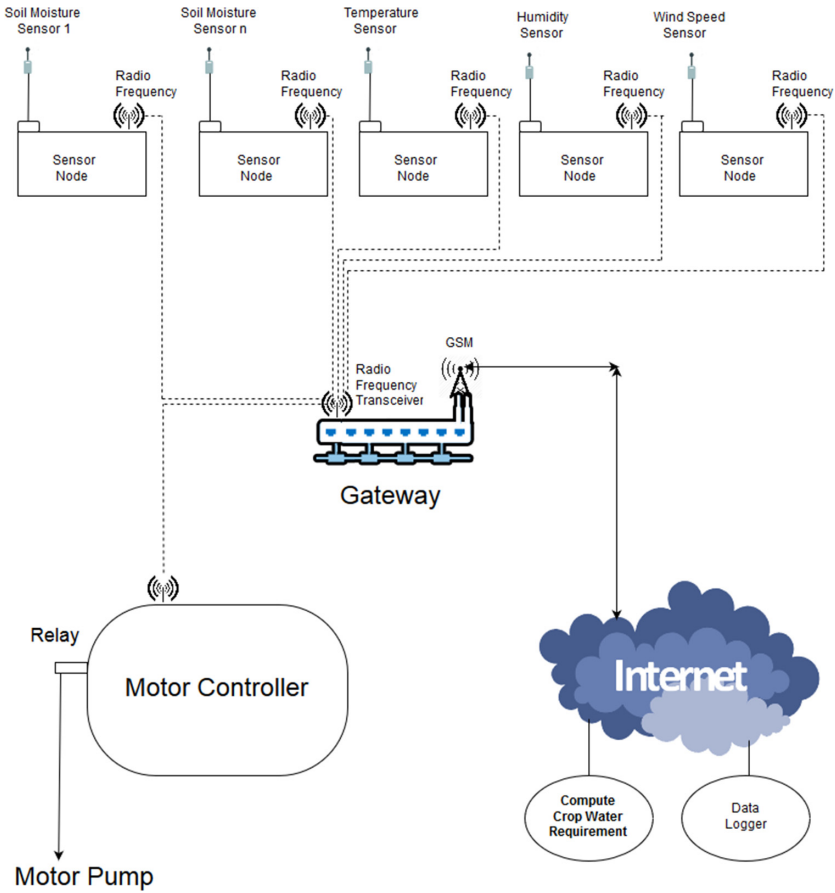 Soil Moisture
Sensor 1
Soil Moisture
Sensor n
Temperature
Sensor
Humidity
Sensor
Wind Speed
Sensor
Radio
Frequency
Radio
Frequency
Radio
Frequency
Radio
Frequency
Radio
Frequency
Sensor
Node
Sensor
Node
Sensor
Node
Sensor
Node
Sensor
Node
GSM
Radio
Frequency
Transceiver
Gateway
Relay
Motor Controller
Internet
Compute
Crop Water
Requirement
Data
Logger
Motor Pump